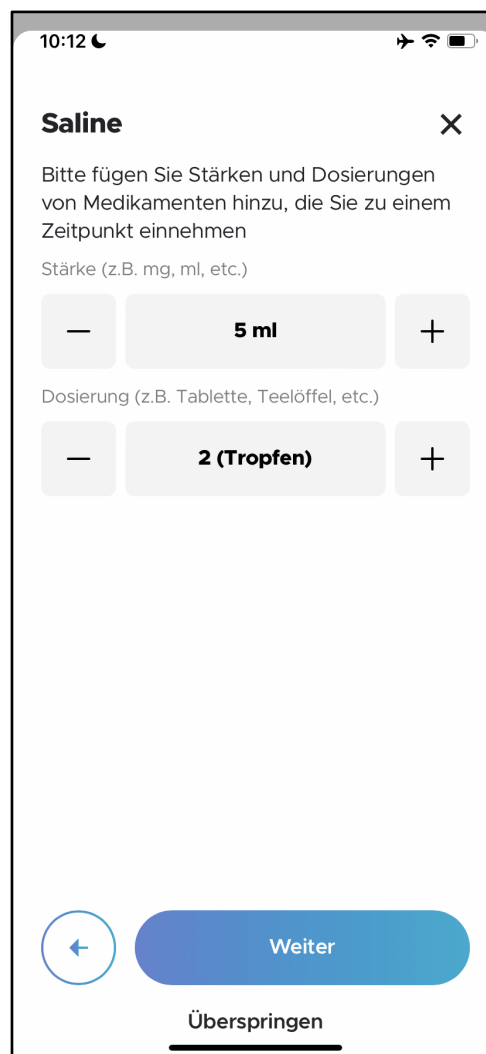 10:12
Saline
Bitte fügen Sie Stärken und Dosierungen
von Medikamenten hinzu, die Sie zu einem
Zeitpunkt einnehmen
Stärke (z.B. mg, ml, etc.)
5 ml
Dosierung (z.B. Tablette, Teelöffel, etc.)
2 (Tropfen)
Weiter
Überspringen